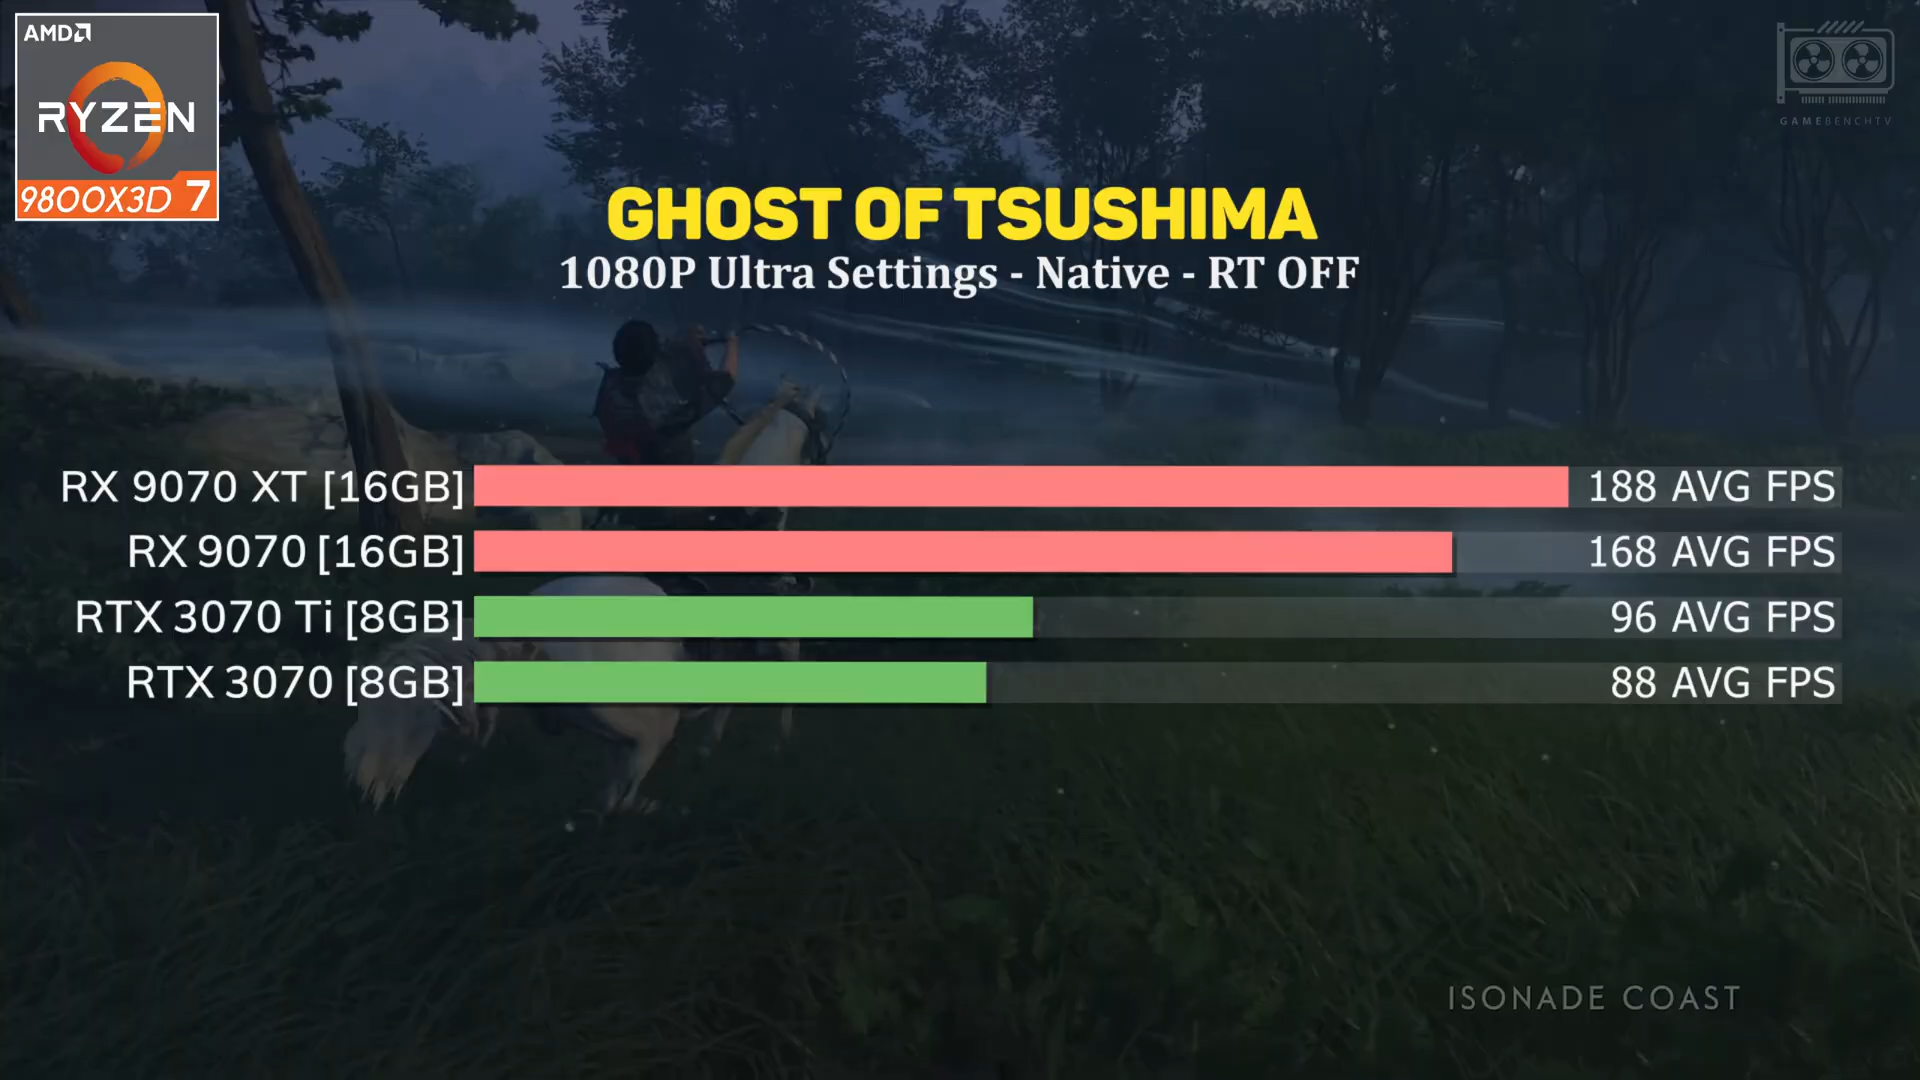 AMD
RYZEN
9800X3D 7
GAMEBENCHTV
GHOST OF TSUSHIMA
1080P Ultra Settings - Native - RT OFF
RX 9070 XT [16GB] 188 AVG FPS
RX 9070 [16GB] 168 AVG FPS
RTX 3070 Ti [8GB] 96 AVG FPS
RTX 3070 [8GB] 88 AVG FPS
ISONADE COAST